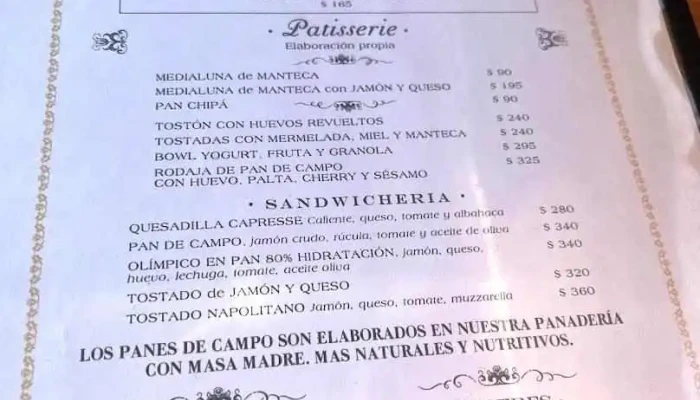 $ 165
· Patisserie ·
Elaboración propia
MEDIALUNA de MANTECA $ 90
MEDIALUNA de MANTECA con JAMÓN Y QUESO $ 195
PAN CHIPÁ $ 90
TOSTÓN CON HUEVOS REVUELTOS $ 240
TOSTADAS CON MERMELADA, MIEL Y MANTECA $ 240
BOWL YOGURT, FRUTA Y GRANOLA $ 295
RODAJA DE PAN DE CAMPO $ 325
CON HUEVO, PALTA, CHERRY Y SÉSAMO
· SANDWICHERIA ·
QUESADILLA CAPRESSE Caliente, queso, tomate y albahaca $ 280
PAN DE CAMPO, Jamón crudo, rúcula, tomate y aceite de oliva $ 340
OLÍMPICO EN PAN 80% HIDRATACIÓN, jamón, queso, $ 340
huevo, lechuga, tomate, aceite oliva
TOSTADO de JAMÓN Y QUESO $ 320
TOSTADO NAPOLITANO Jamón, queso, tomate, muzzarella $ 360
LOS PANES DE CAMPO SON ELABORADOS EN NUESTRA PANADERÍA
CON MASA MADRE. MAS NATURALES Y NUTRITIVOS.